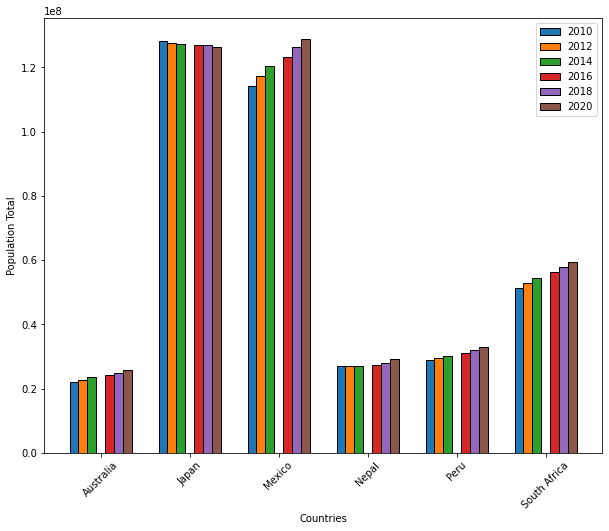 1e8
2010
2012
2014
2016
2018
2020
1.2
1.0
0.8
0.6
0.4
0.2
0.0
Population Total
Australia
Japan
Mexico
Nepal
Peru
South Africa
Countries